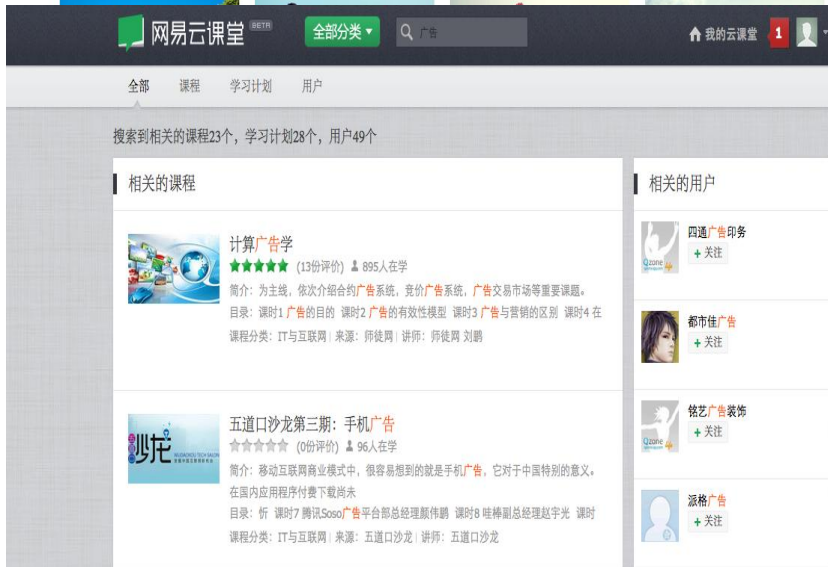 网易云课堂 BETA 全部分类 广告 我的云课堂 1
全部 课程 学习计划 用户
搜索到相关的课程23个，学习计划28个，用户49个
相关的课程
计算广告学
(13份评价) 895人在学
简介：为主线，依次介绍合约广告系统，竞价广告系统，广告交易市场等重要课题。
目录：课时1 广告的目的 课时2 广告的有效性模型 课时3 广告与营销的区别 课时4 在
课程分类：IT与互联网 | 来源：师徒网 | 讲师：师徒网 刘鹏
沙龙
五道口沙龙第三期：手机广告
(0份评价) 96人在学
简介：移动互联网商业模式中，很容易想到的就是手机广告，它对于中国特别的意义。
在国内应用程序付费下载尚未
目录：忻 课时7 腾讯Soso广告平台部总经理颜伟鹏 课时8 哇棒副总经理赵宇光 课时
课程分类：IT与互联网 | 来源：五道口沙龙 | 讲师：五道口沙龙
相关的用户
Qzone
四通广告印务
+ 关注
都市佳广告
+ 关注
Qzone
铭艺广告装饰
+ 关注
派格广告
+ 关注